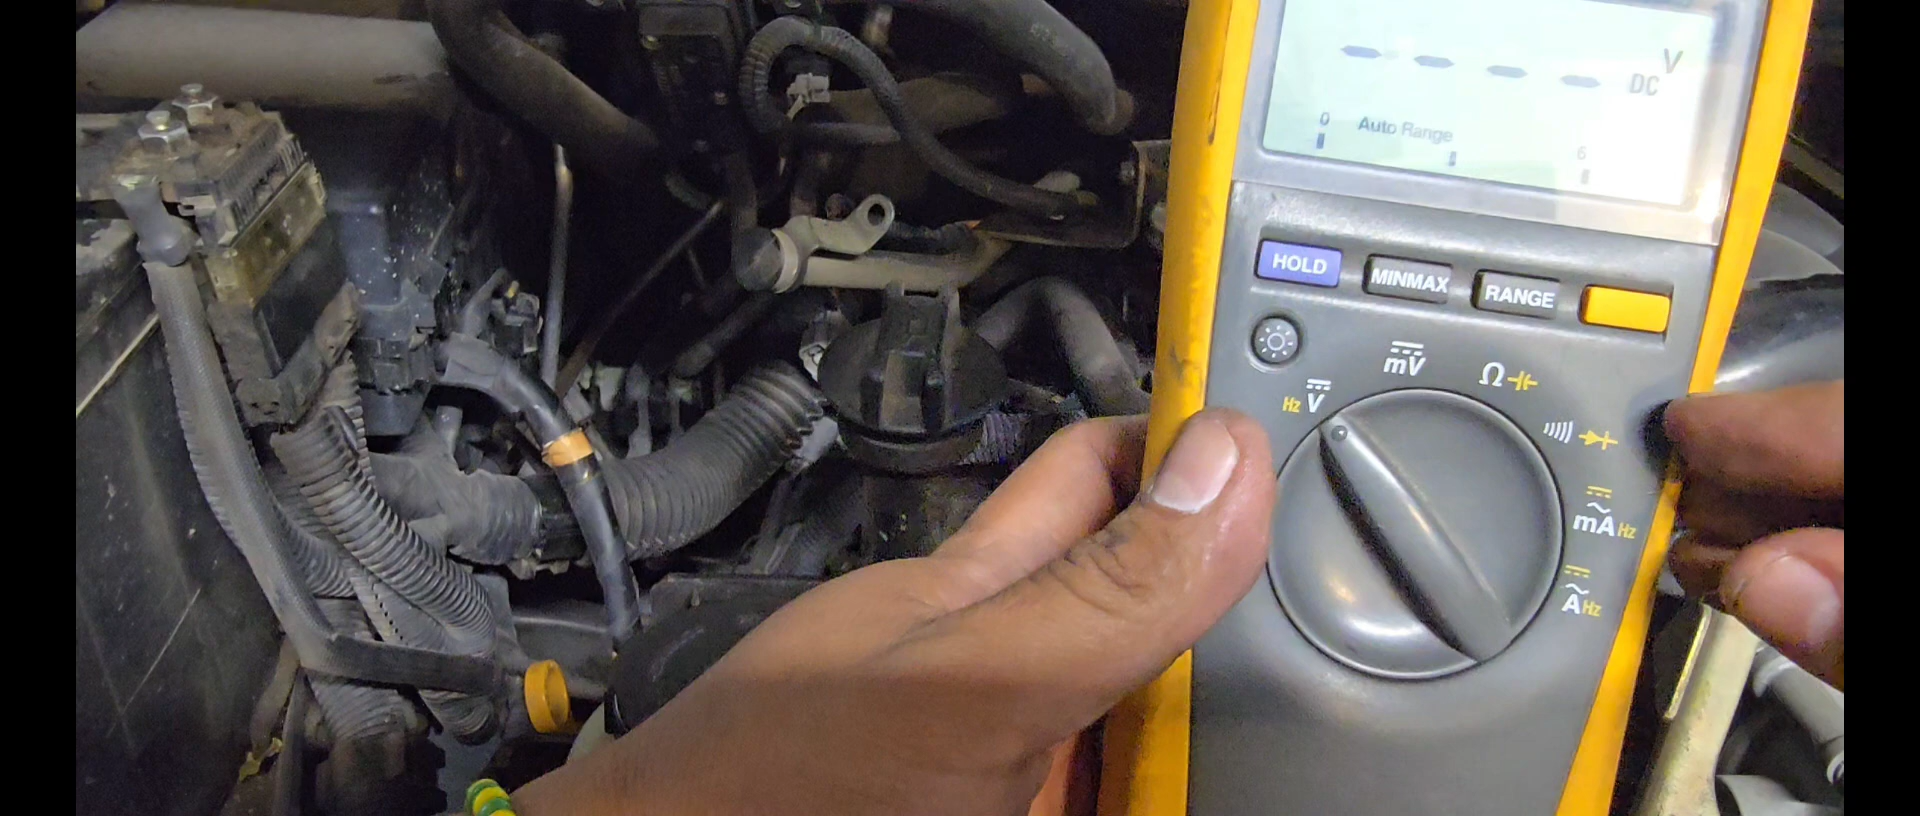 ---- V
DC
0 Auto Range 6
HOLD MINMAX RANGE
mV
Ω
Hz V
mA Hz
A Hz